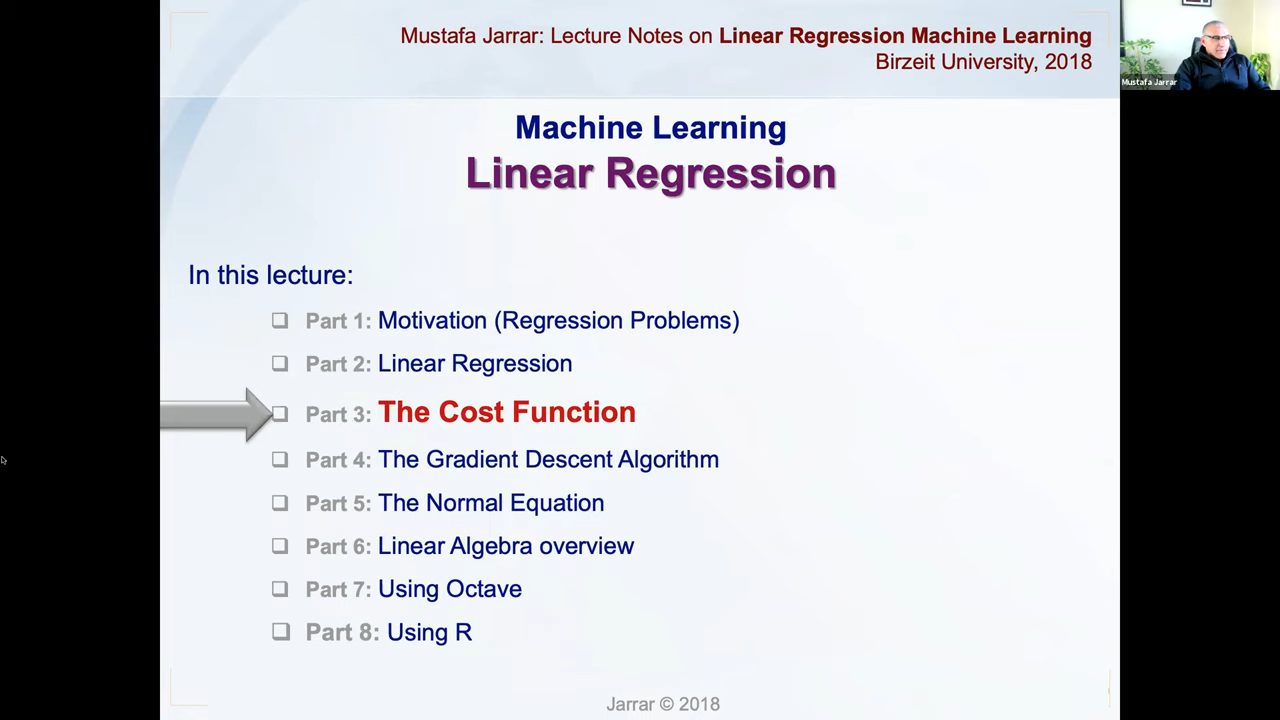 Mustafa Jarrar: Lecture Notes on Linear Regression Machine Learning
Birzeit University, 2018
Mustafa Jarrar
Machine Learning
Linear Regression
In this lecture:
Part 1: Motivation (Regression Problems)
Part 2: Linear Regression
Part 3: The Cost Function
Part 4: The Gradient Descent Algorithm
Part 5: The Normal Equation
Part 6: Linear Algebra overview
Part 7: Using Octave
Part 8: Using R
Jarrar © 2018